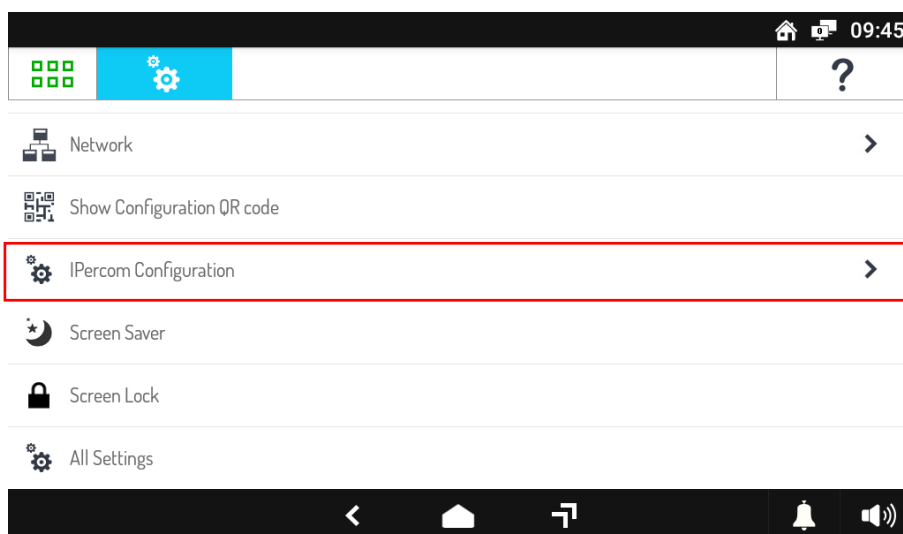 09:45
?
Network
Show Configuration QR code
IPercom Configuration
Screen Saver
Screen Lock
All Settings